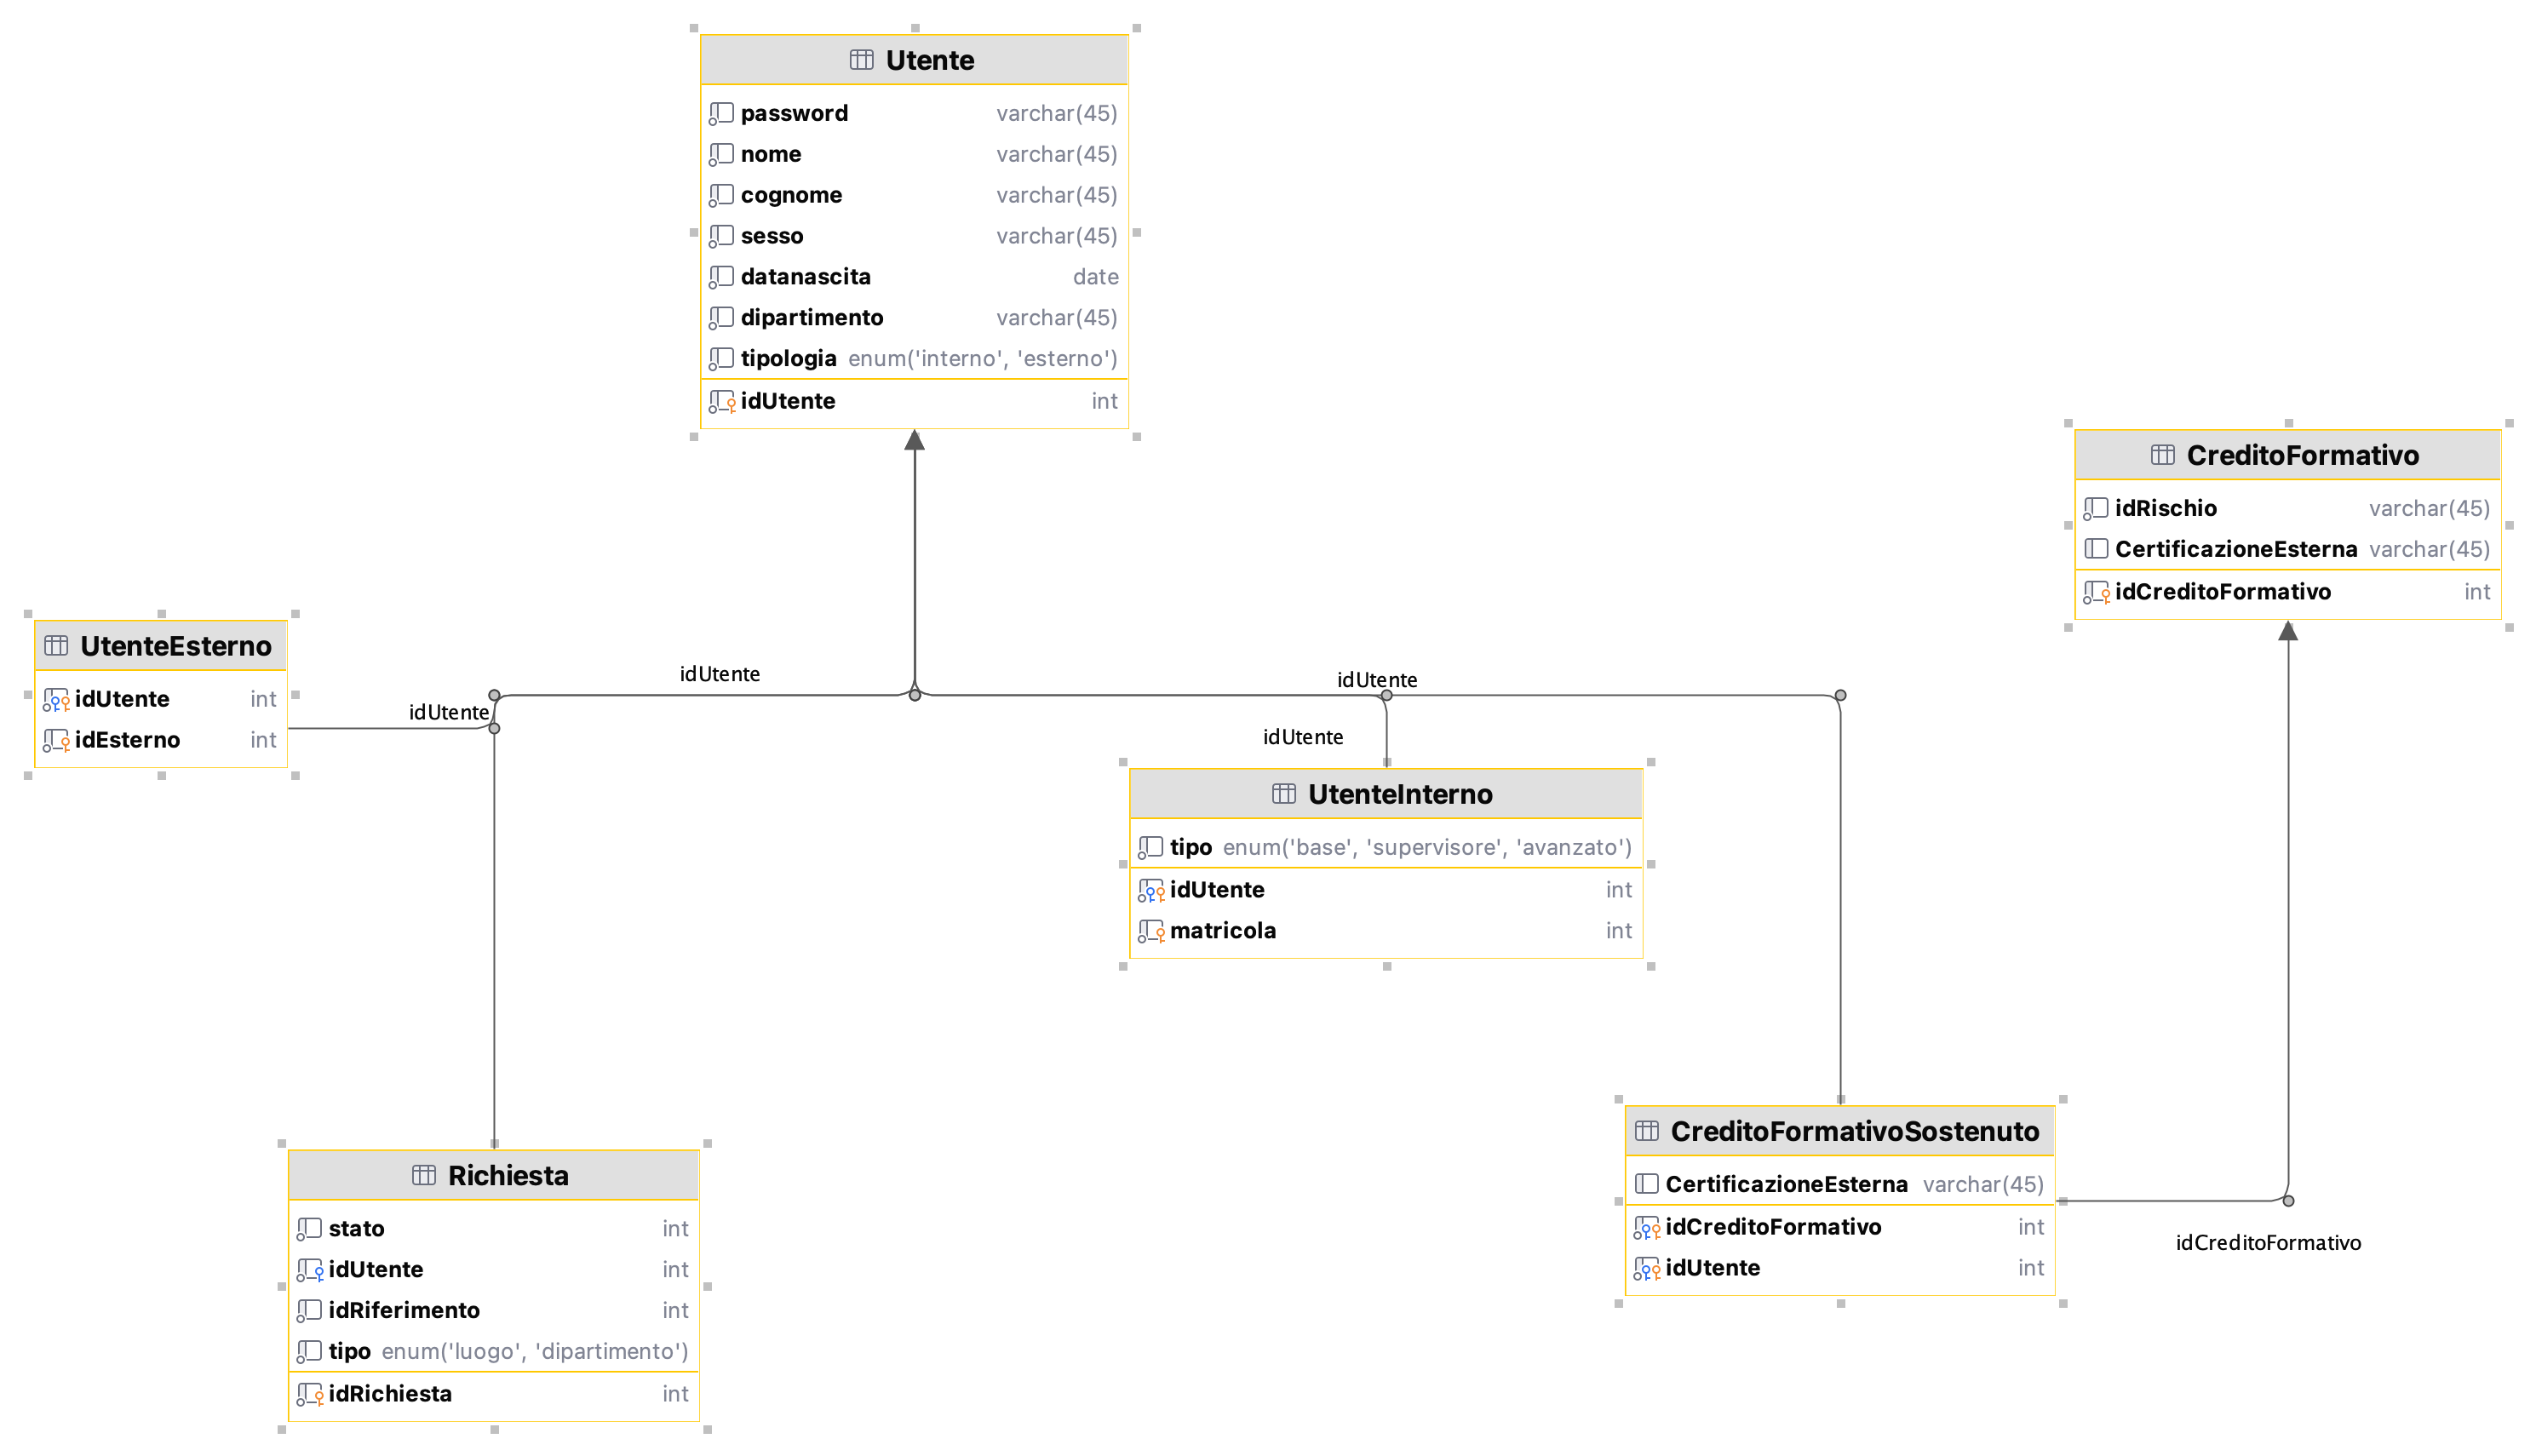 Utente
password varchar(45)
nome varchar(45)
cognome varchar(45)
sesso varchar(45)
datanascita date
dipartimento varchar(45)
tipologia enum('interno', 'esterno')
idUtente int
CreditoFormativo
idRischio varchar(45)
CertificazioneEsterna varchar(45)
idCreditoFormativo int
UtenteEsterno
idUtente int
idEsterno int
idUtente
idUtente
idUtente
idUtente
UtenteInterno
tipo enum('base', 'supervisore', 'avanzato')
idUtente int
matricola int
Richiesta
stato int
idUtente int
idRiferimento int
tipo enum('luogo', 'dipartimento')
idRichiesta int
CreditoFormativoSostenuto
CertificazioneEsterna varchar(45)
idCreditoFormativo int
idUtente int
idCreditoFormativo